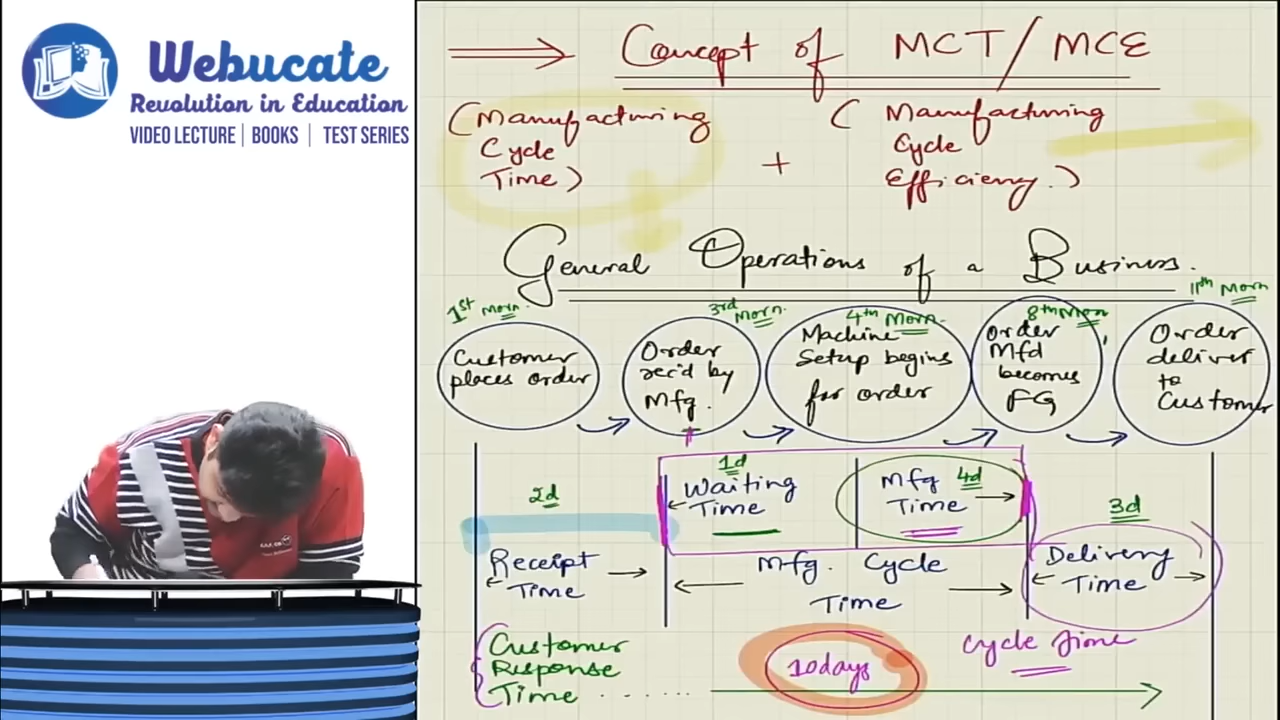 Webucate
Revolution in Education
VIDEO LECTURE | BOOKS | TEST SERIES
Concept of MCT / MCE
(Manufacturing Cycle Time)
+
(Manufacturing Cycle Efficiency.)
General Operations of a Business.
1st Morn.
3rd Morn.
4th Morn.
8th Morn,
11th Morn
Customer places order
Order rec'd by Mfg.
Machine Setup begins for order
Order Mfd becomes FG
Order deliver to Customer
2d
1d
Waiting Time
Mfg Time
4d
3d
Receipt Time
Mfg. Cycle Time
Delivery Time
Customer Response Time
10days
Cycle Time